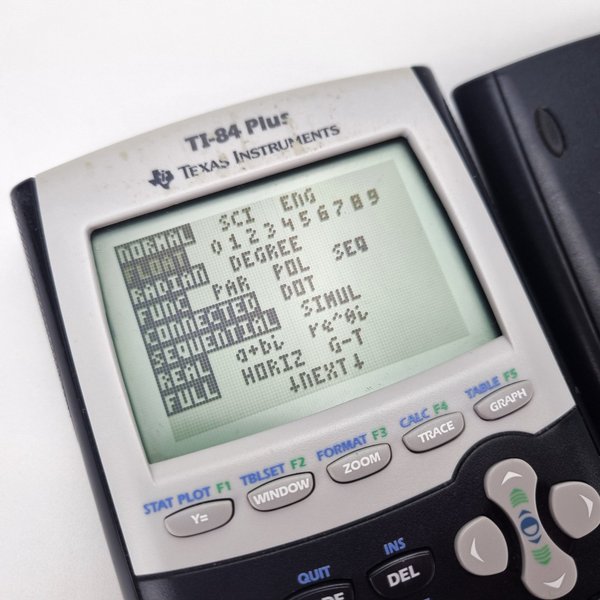 TI-84 Plus
TEXAS INSTRUMENTS
NORMAL SCI ENG
FLOAT 0123456789
RADIAN DEGREE
FUNC PAR POL SEQ
CONNECTED DOT
SEQUENTIAL SIMUL
REAL a+bi re^θi
FULL HORIZ G-T
↓NEXT↓
STAT PLOT F1 TBLSET F2 FORMAT F3 CALC F4 TABLE F5
Y= WINDOW ZOOM TRACE GRAPH
QUIT INS
DEL